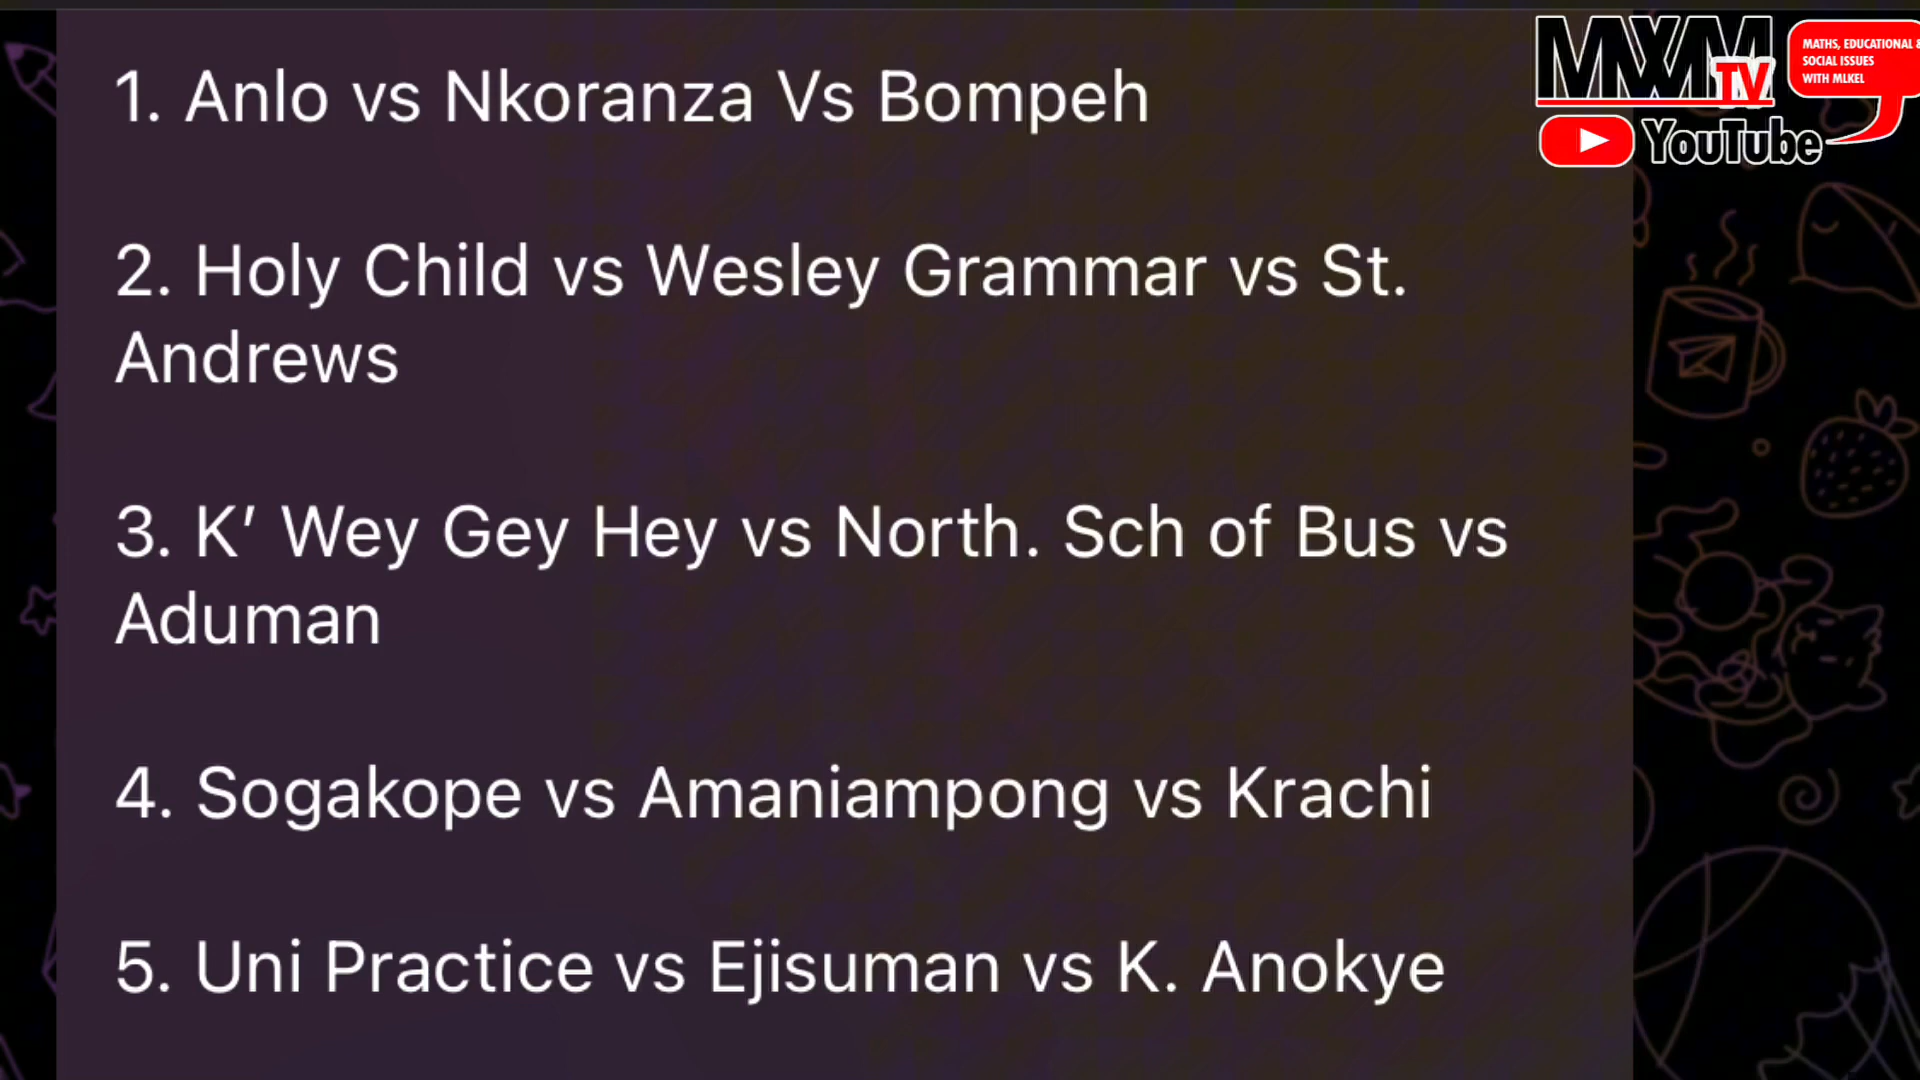 1. Anlo vs Nkoranza Vs Bompeh
2. Holy Child vs Wesley Grammar vs St.
Andrews
3. K’ Wey Gey Hey vs North. Sch of Bus vs
Aduman
4. Sogakope vs Amaniampong vs Krachi
5. Uni Practice vs Ejisuman vs K. Anokye
MXM
TV
MATHS, EDUCATIONAL &
SOCIAL ISSUES
WITH MLKEL
YouTube